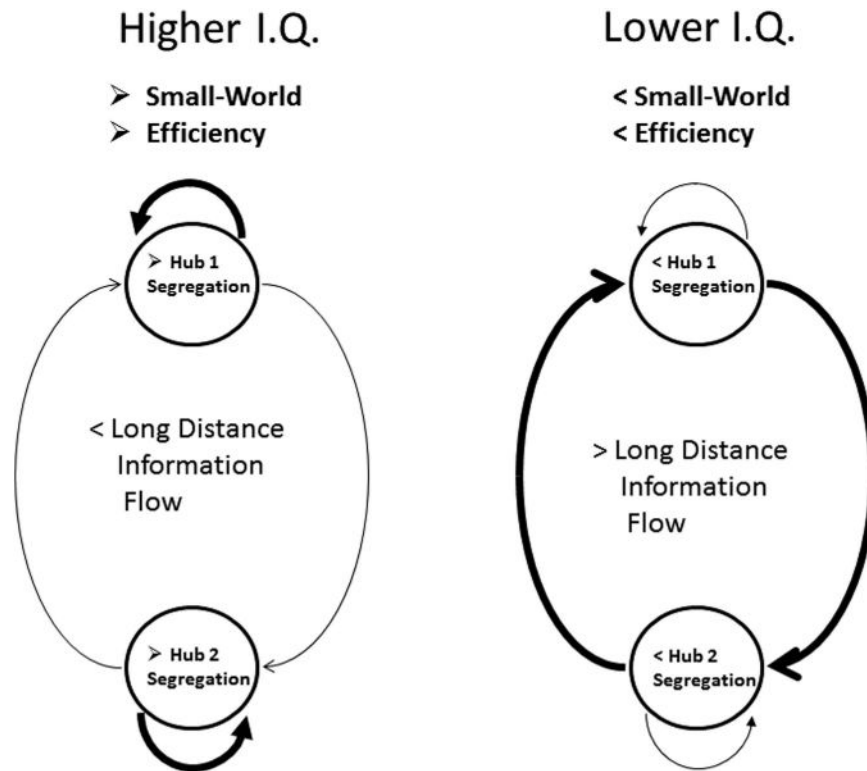 Higher I.Q.
➢ Small-World
➢ Efficiency
➢ Hub 1
Segregation
< Long Distance
Information
Flow
➢ Hub 2
Segregation
Lower I.Q.
< Small-World
< Efficiency
< Hub 1
Segregation
> Long Distance
Information
Flow
< Hub 2
Segregation